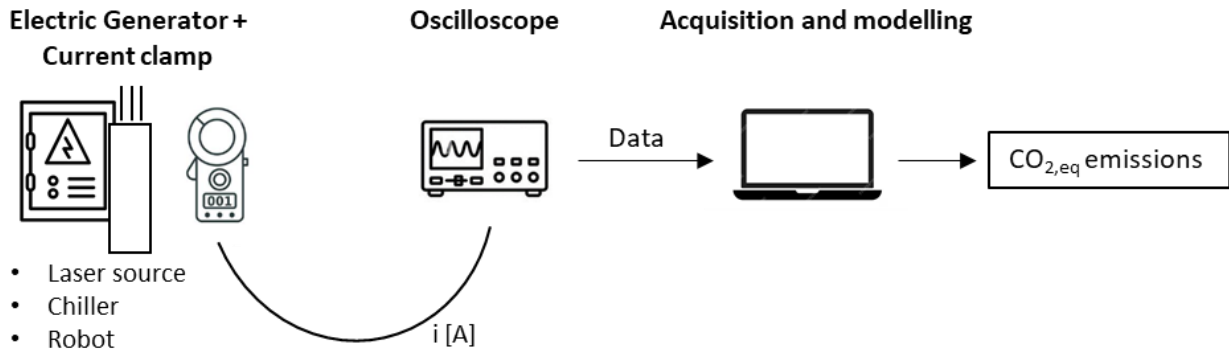 Electric Generator +
Current clamp
Oscilloscope
Acquisition and modelling
001
Data
CO₂,eq emissions
• Laser source
• Chiller
• Robot
i [A]